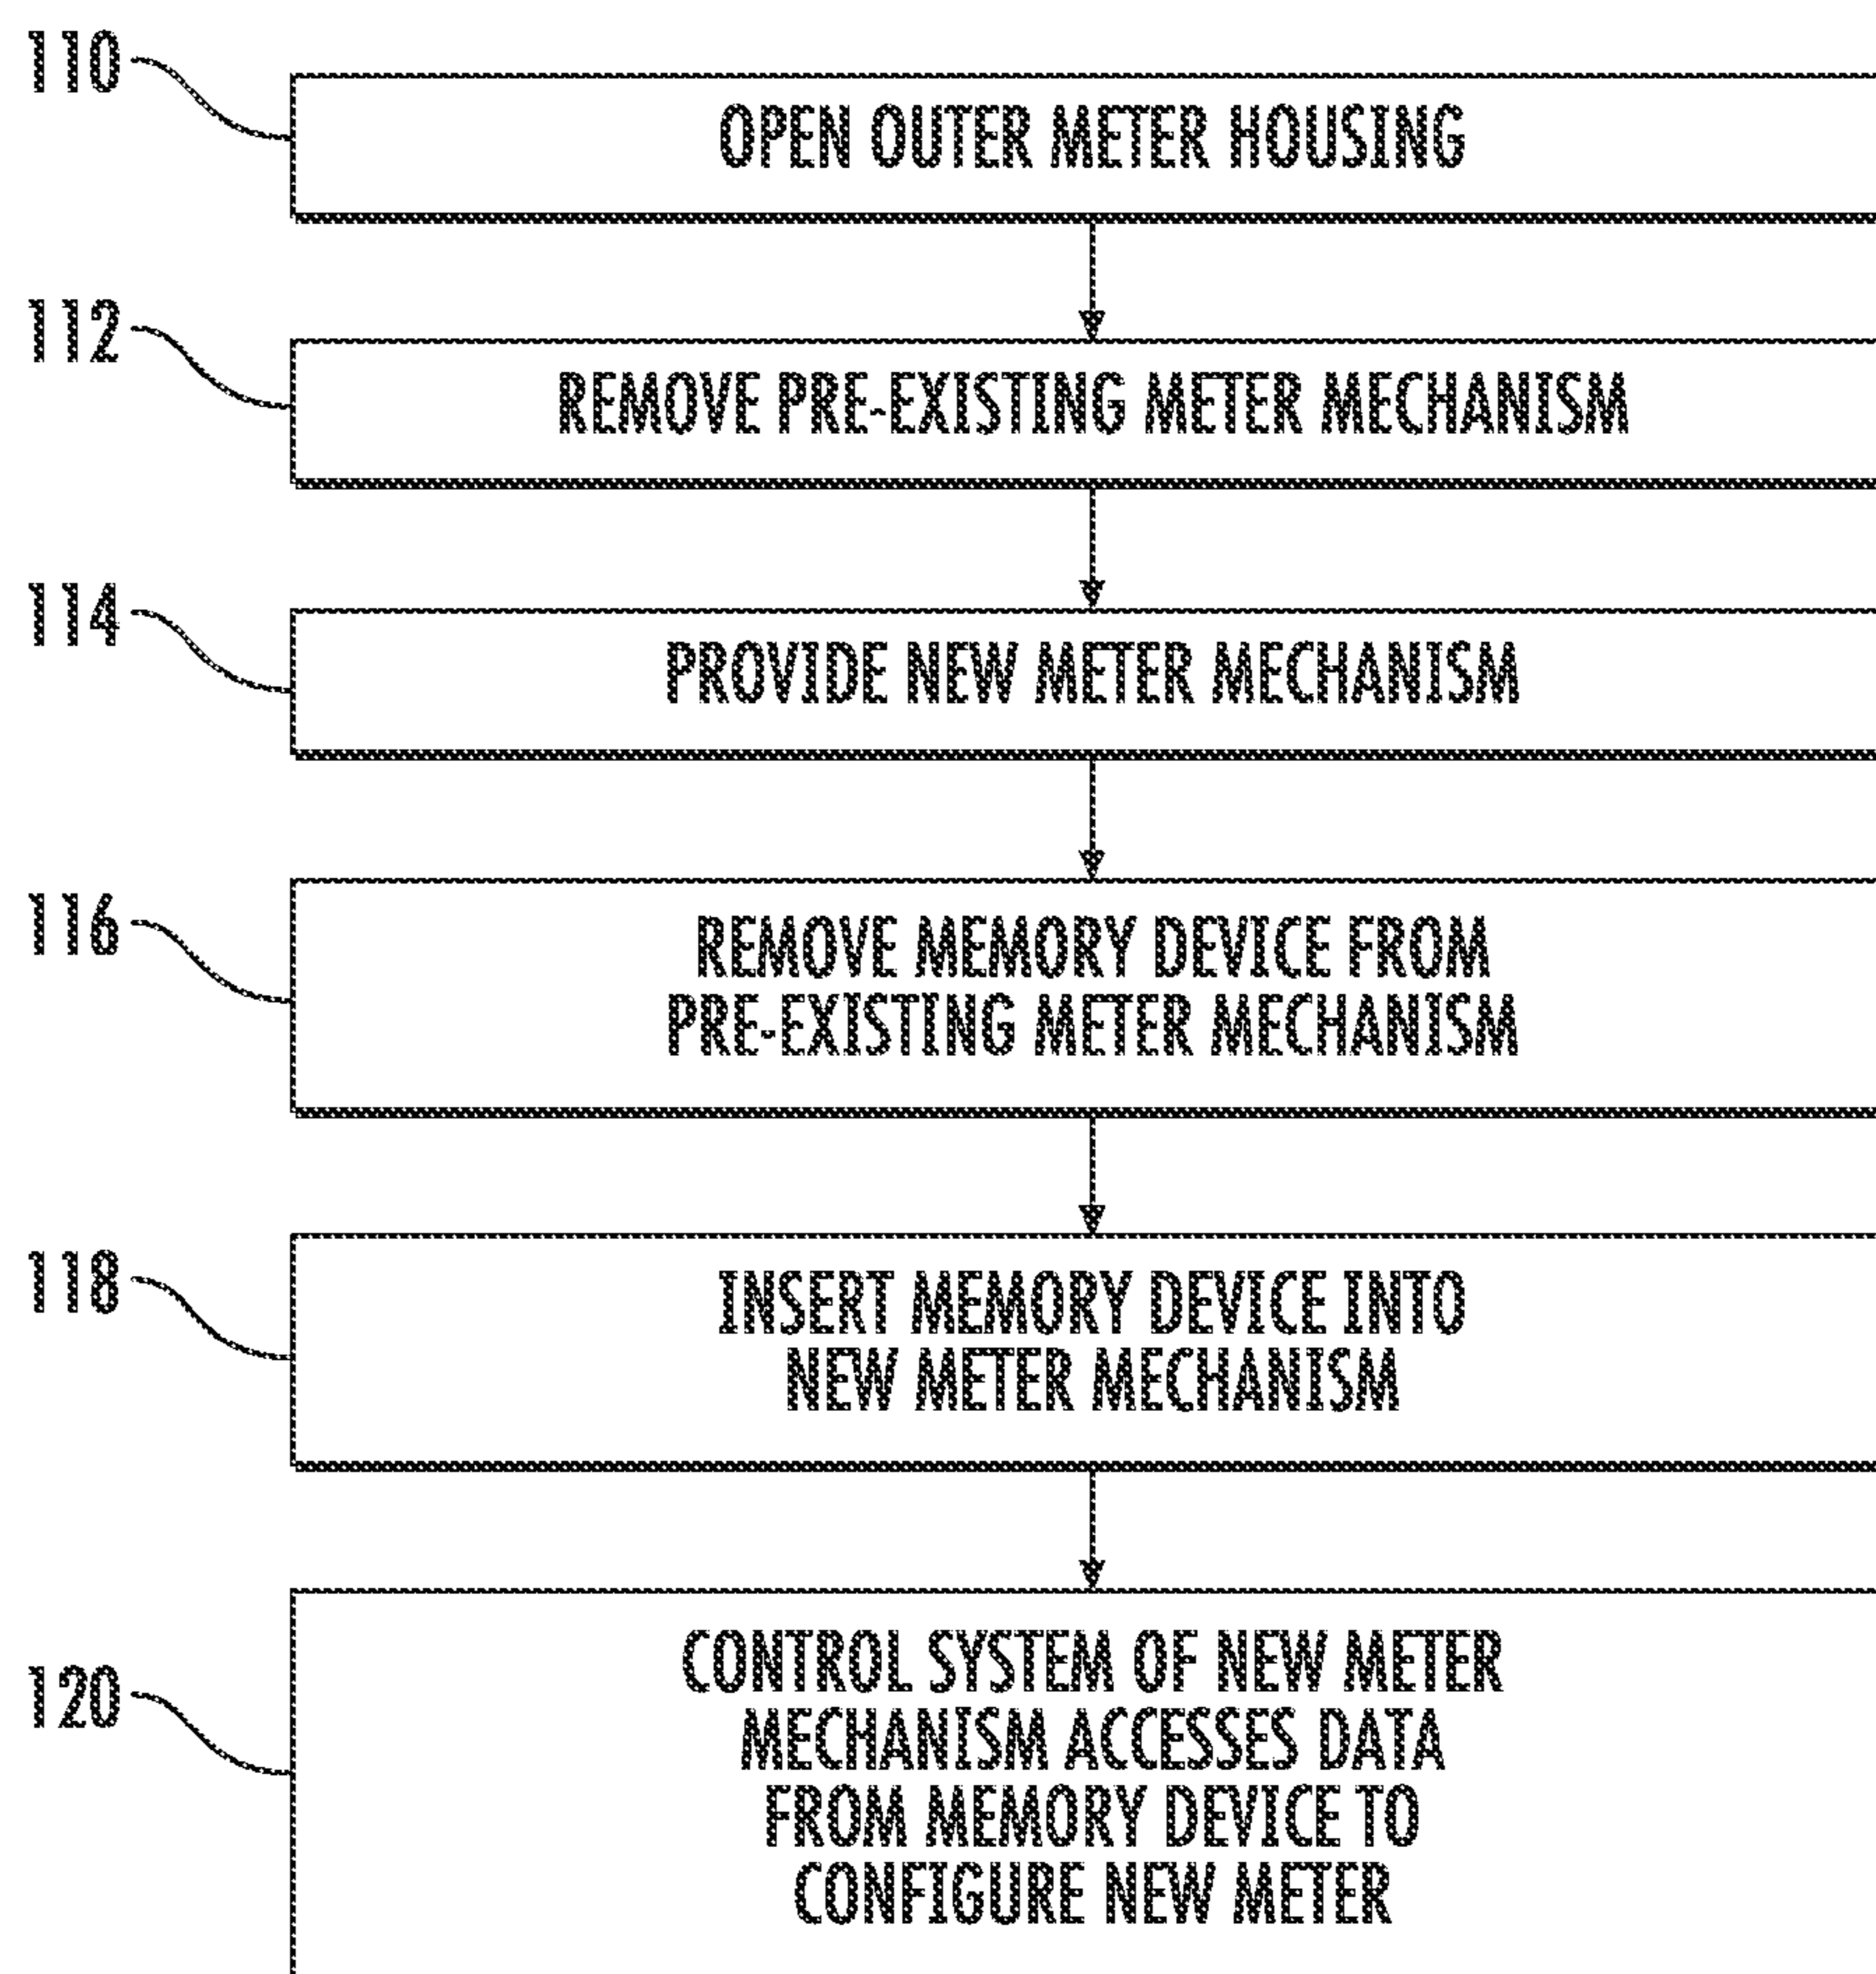 110
OPEN OUTER METER HOUSING
112
REMOVE PRE-EXISTING METER MECHANISM
114
PROVIDE NEW METER MECHANISM
116
REMOVE MEMORY DEVICE FROM
PRE-EXISTING METER MECHANISM
118
INSERT MEMORY DEVICE INTO
NEW METER MECHANISM
120
CONTROL SYSTEM OF NEW METER
MECHANISM ACCESSES DATA
FROM MEMORY DEVICE TO
CONFIGURE NEW METER